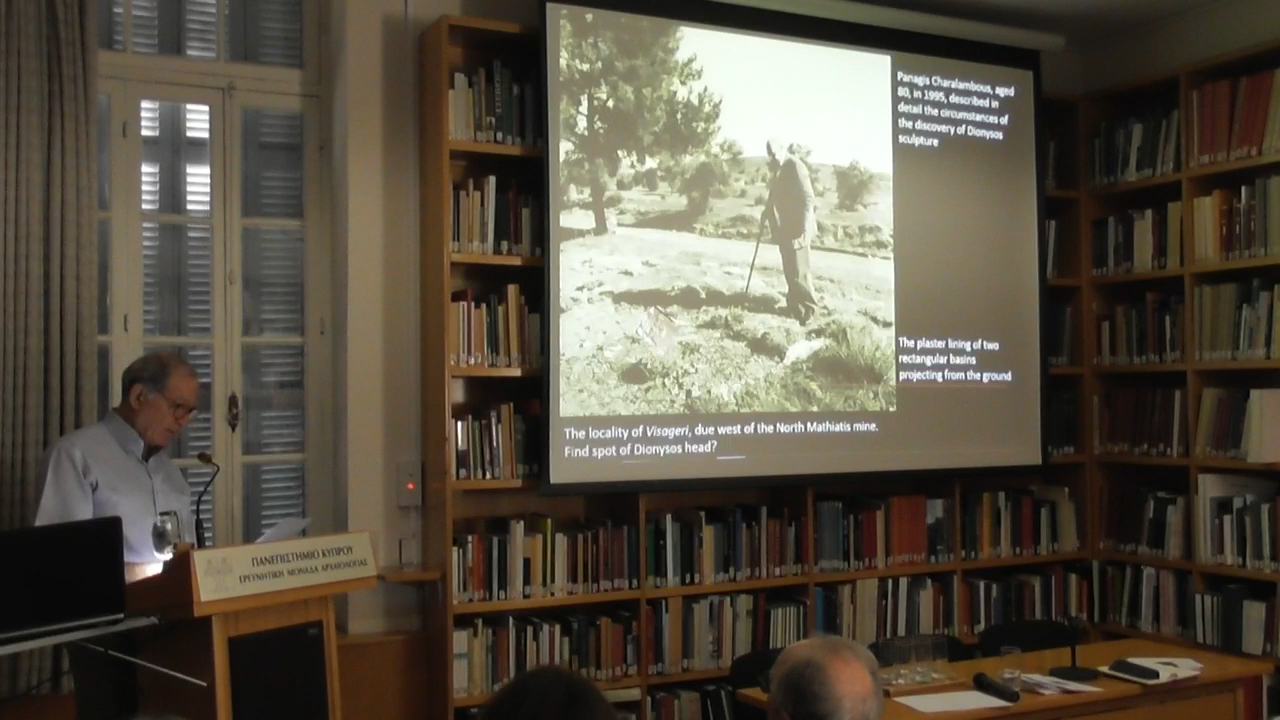 Panagis Charalambous, aged
80, in 1995, described in
detail the circumstances of
the discovery of Dionysos
sculpture
The plaster lining of two
rectangular basins
projecting from the ground
The locality of Visageri, due west of the North Mathiatis mine.
Find spot of Dionysos head?
ΠΑΝΕΠΙΣΤΗΜΙΟ ΚΥΠΡΟΥ
ΕΡΕΥΝΗΤΙΚΗ ΜΟΝΑΔΑ ΑΡΧΑΙΟΛΟΓΙΑΣ